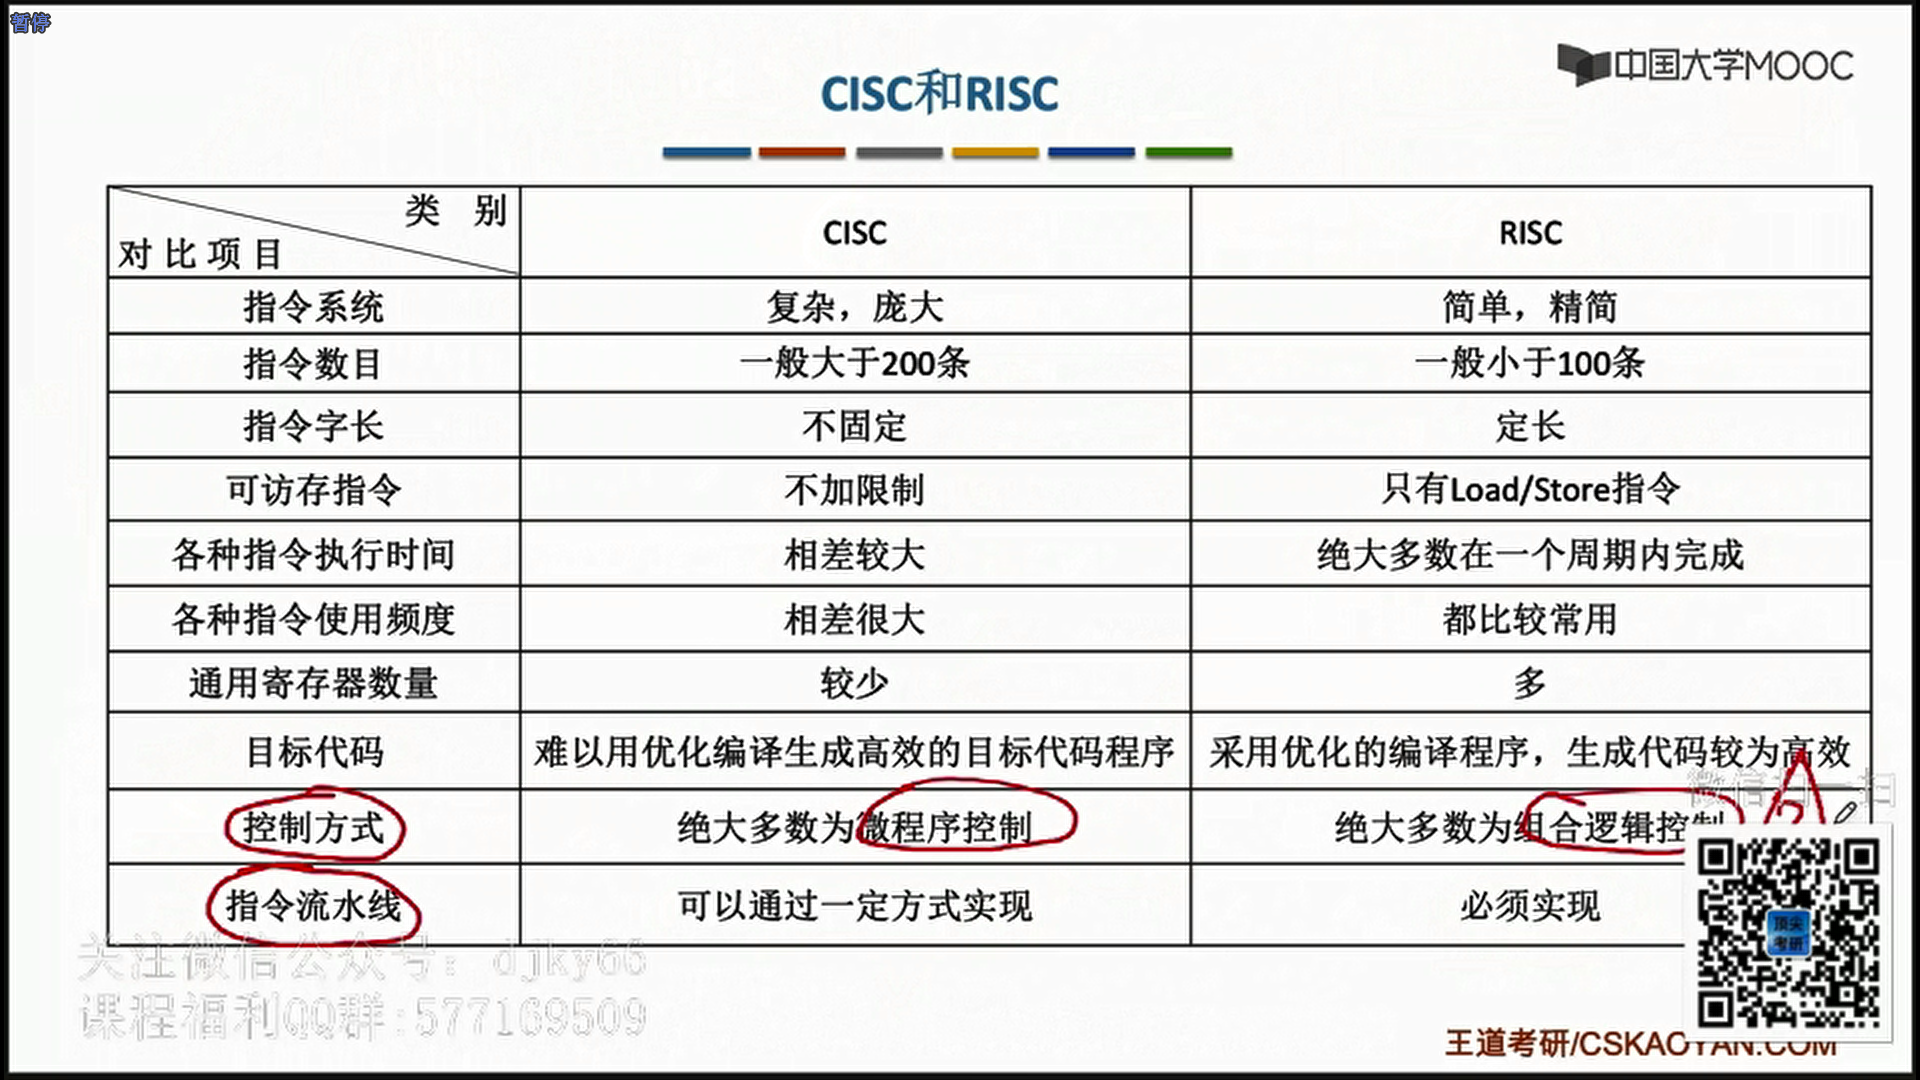 暂停
中国大学MOOC
CISC和RISC
类 别
对比项目
CISC
RISC
指令系统
复杂，庞大
简单，精简
指令数目
一般大于200条
一般小于100条
指令字长
不固定
定长
可访存指令
不加限制
只有Load/Store指令
各种指令执行时间
相差较大
绝大多数在一个周期内完成
各种指令使用频度
相差很大
都比较常用
通用寄存器数量
较少
多
目标代码
难以用优化编译生成高效的目标代码程序
采用优化的编译程序，生成代码较为高效
微信扫一扫
控制方式
绝大多数为微程序控制
绝大多数为组合逻辑控制
指令流水线
可以通过一定方式实现
必须实现
顶尖
考研
关注微信公众号：djky66
课程福利QQ群:577169509
王道考研/CSKAOYAN.COM